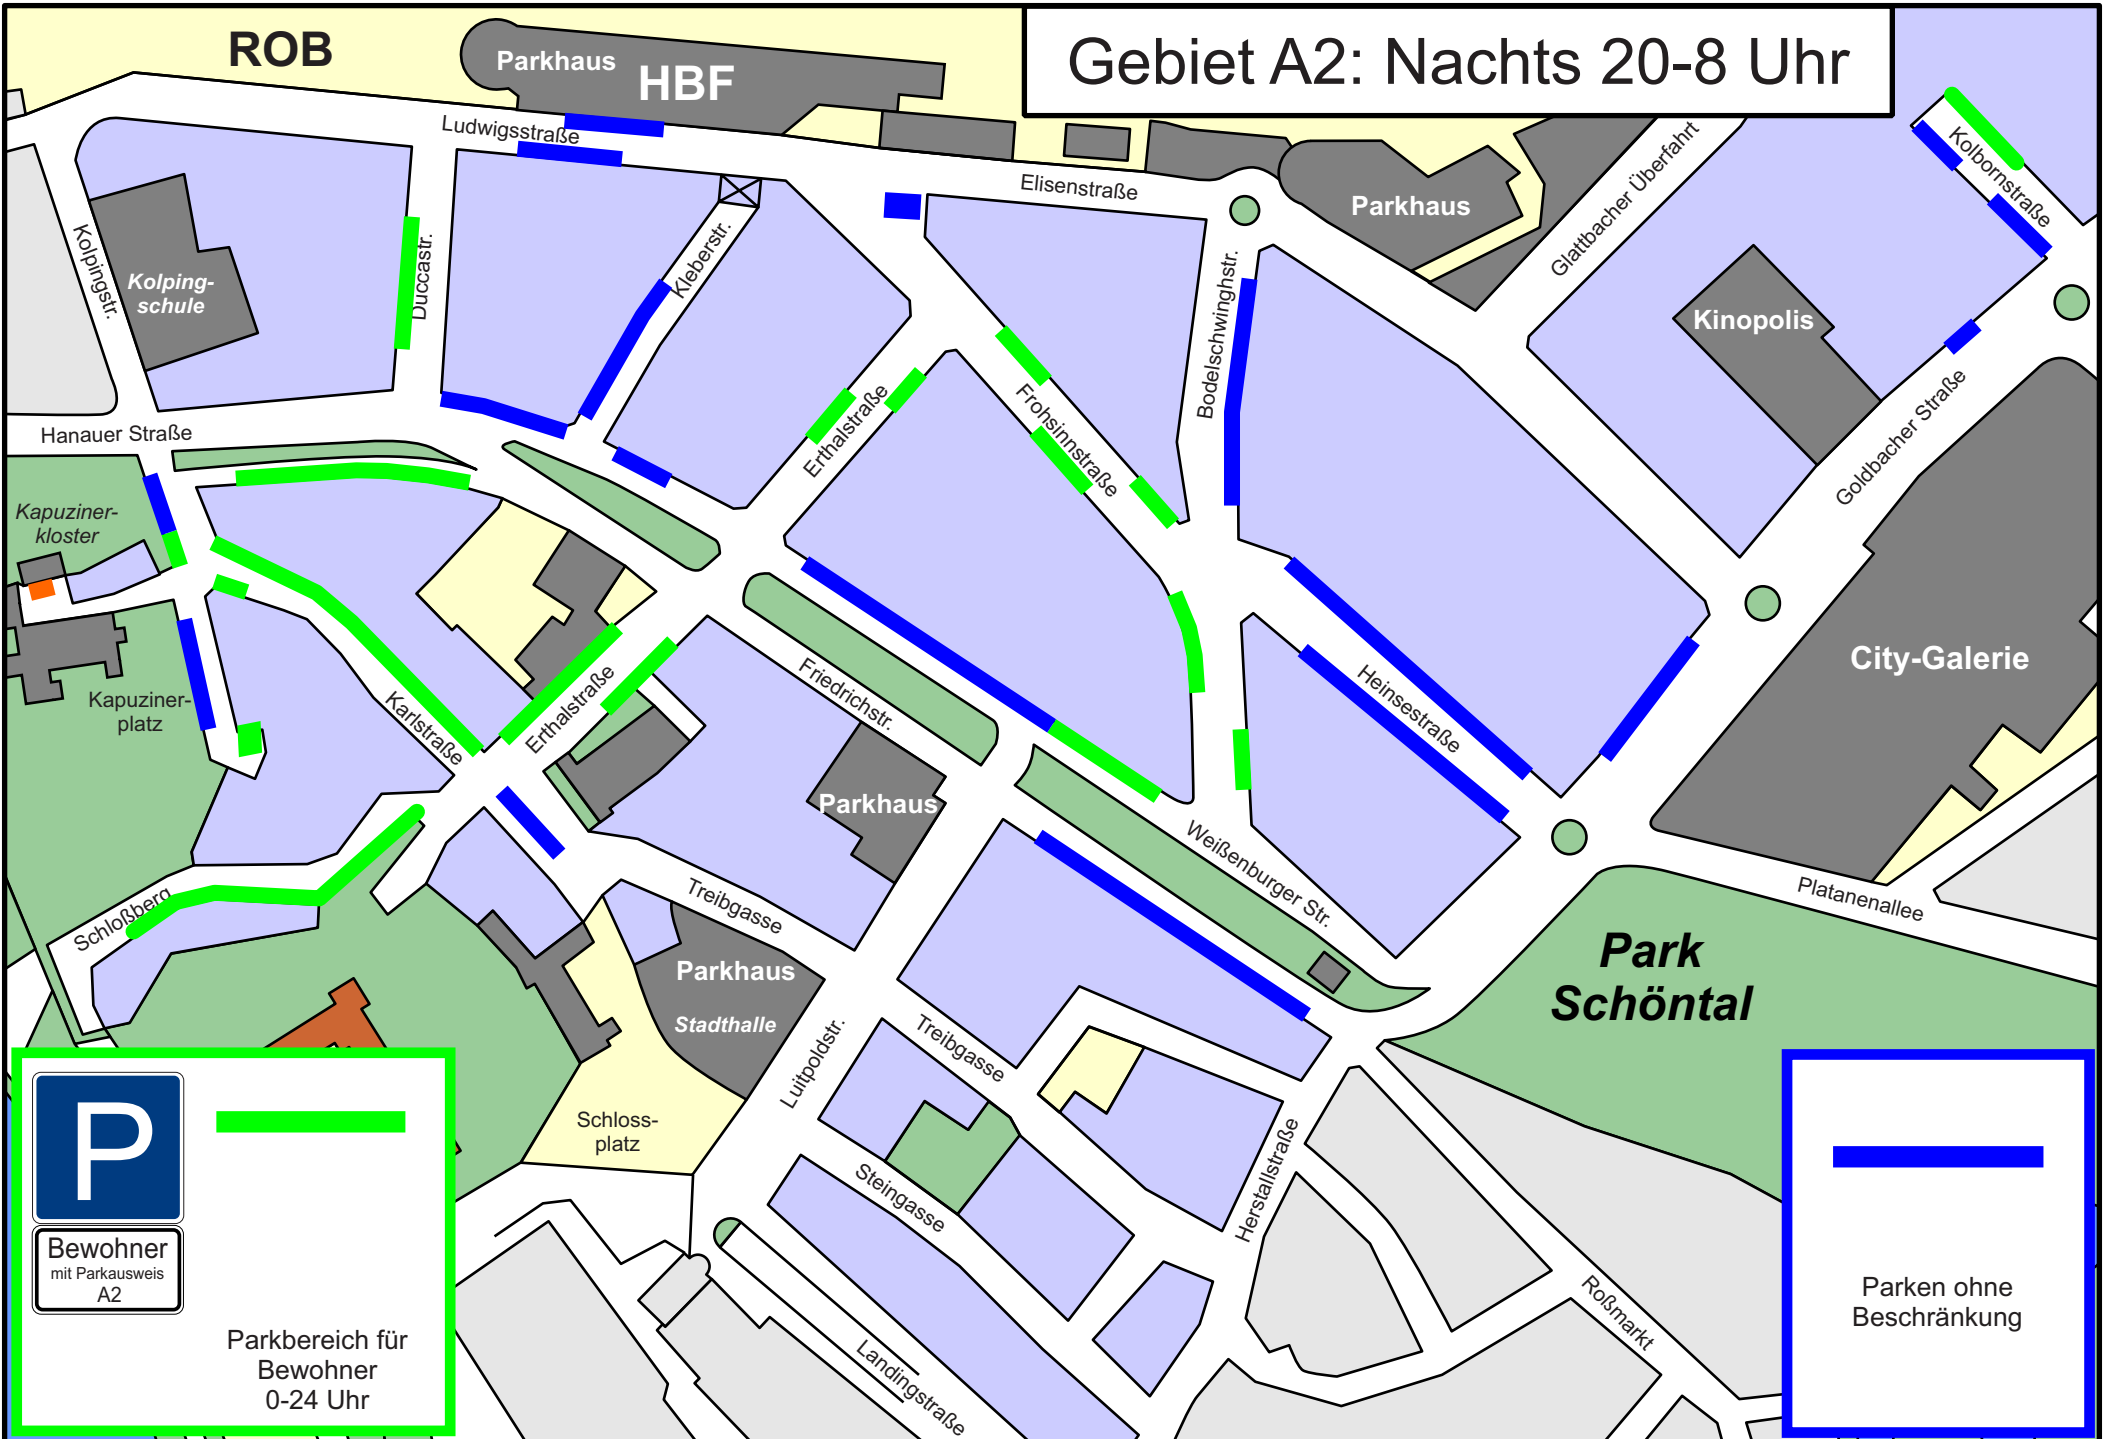 ROB
Parkhaus
HBF
Gebiet A2: Nachts 20-8 Uhr
Ludwigsstraße
Elisenstraße
Parkhaus
Glattbacher Überfahrt
Kolbornstraße
Kolpingstr.
Kolping-
schule
Duccastr.
Kleberstr.
Bodelschwinghstr.
Kinopolis
Hanauer Straße
Erthalstraße
Frohsinnstraße
Goldbacher Straße
Kapuziner-
kloster
Kapuziner-
platz
Karlstraße
Erthalstraße
Friedrichstr.
Heinsestraße
City-Galerie
Parkhaus
Weißenburger Str.
Schloßberg
Treibgasse
Platanenallee
Park
Schöntal
Parkhaus
Stadthalle
Luitpoldstr.
Treibgasse
Schloss-
platz
Steingasse
Herstallstraße
Roßmarkt
Landingstraße
P
Bewohner
mit Parkausweis
A2
Parkbereich für
Bewohner
0-24 Uhr
Parken ohne
Beschränkung